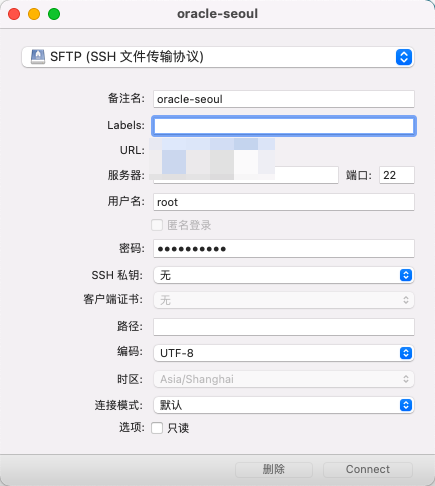 oracle-seoul
SFTP (SSH 文件传输协议)
备注名: oracle-seoul
Labels:
URL:
服务器: 端口: 22
用户名: root
匿名登录
密码: ●●●●●●●●●●
SSH 私钥: 无
客户端证书: 无
路径:
编码: UTF-8
时区: Asia/Shanghai
连接模式: 默认
选项: 只读
删除 Connect